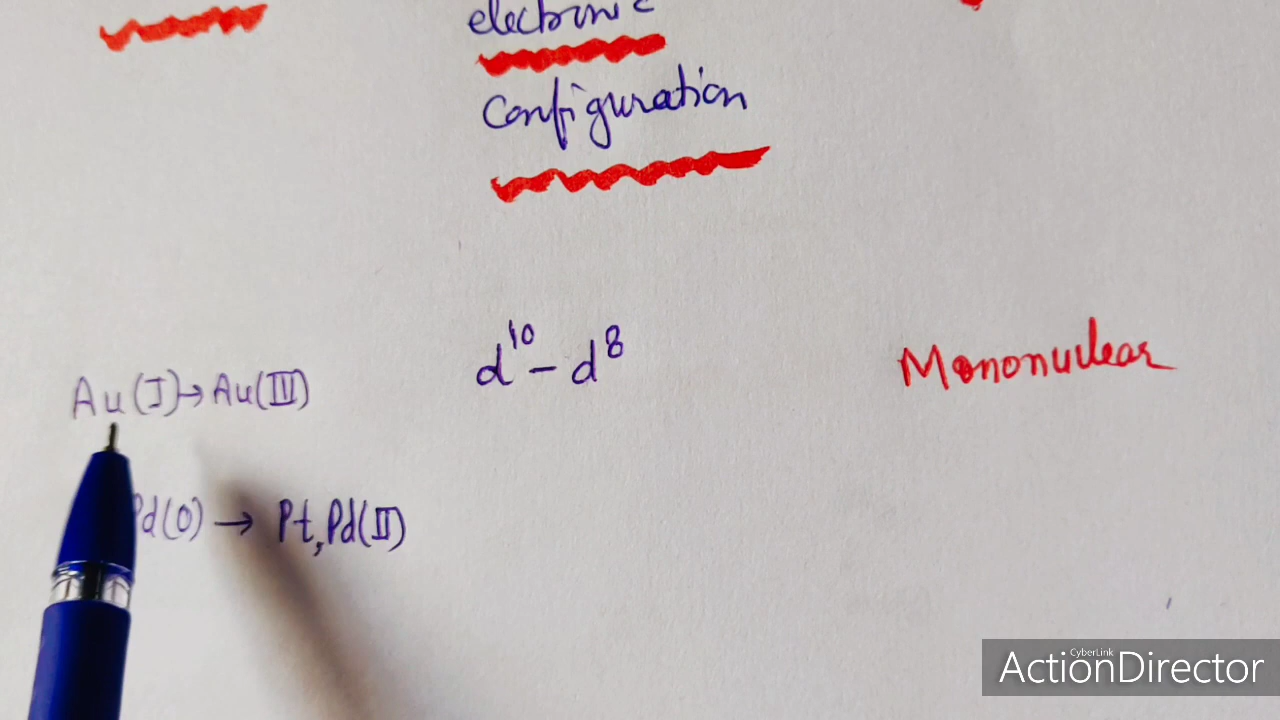 electronic
Configuration
d¹⁰ - d⁸
Mononuclear
Au(I)→Au(III)
Pd(0) → Pt, Pd(II)
CyberLink
ActionDirector